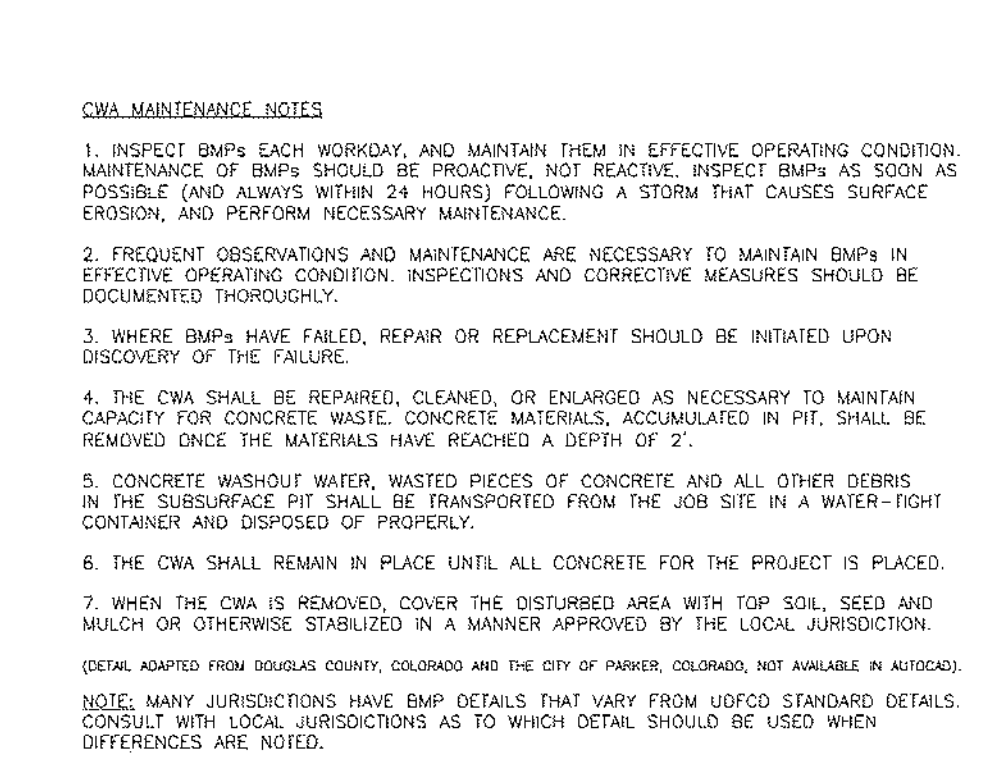 CWA MAINTENANCE NOTES
1. INSPECT BMPs EACH WORKDAY, AND MAINTAIN THEM IN EFFECTIVE OPERATING CONDITION.
MAINTENANCE OF BMPs SHOULD BE PROACTIVE, NOT REACTIVE. INSPECT BMPs AS SOON AS
POSSIBLE (AND ALWAYS WITHIN 24 HOURS) FOLLOWING A STORM THAT CAUSES SURFACE
EROSION, AND PERFORM NECESSARY MAINTENANCE.
2. FREQUENT OBSERVATIONS AND MAINTENANCE ARE NECESSARY TO MAINTAIN BMPs IN
EFFECTIVE OPERATING CONDITION. INSPECTIONS AND CORRECTIVE MEASURES SHOULD BE
DOCUMENTED THOROUGHLY.
3. WHERE BMPs HAVE FAILED, REPAIR OR REPLACEMENT SHOULD BE INITIATED UPON
DISCOVERY OF THE FAILURE.
4. THE CWA SHALL BE REPAIRED, CLEANED, OR ENLARGED AS NECESSARY TO MAINTAIN
CAPACITY FOR CONCRETE WASTE. CONCRETE MATERIALS, ACCUMULATED IN PIT, SHALL BE
REMOVED ONCE THE MATERIALS HAVE REACHED A DEPTH OF 2'.
5. CONCRETE WASHOUT WATER, WASTED PIECES OF CONCRETE AND ALL OTHER DEBRIS
IN THE SUBSURFACE PIT SHALL BE TRANSPORTED FROM THE JOB SITE IN A WATER-TIGHT
CONTAINER AND DISPOSED OF PROPERLY.
6. THE CWA SHALL REMAIN IN PLACE UNTIL ALL CONCRETE FOR THE PROJECT IS PLACED.
7. WHEN THE CWA IS REMOVED, COVER THE DISTURBED AREA WITH TOP SOIL, SEED AND
MULCH OR OTHERWISE STABILIZED IN A MANNER APPROVED BY THE LOCAL JURISDICTION.
(DETAIL ADAPTED FROM DOUGLAS COUNTY, COLORADO AND THE CITY OF PARKER, COLORADO, NOT AVAILABLE IN AUTOCAD).
NOTE: MANY JURISDICTIONS HAVE BMP DETAILS THAT VARY FROM UDFCD STANDARD DETAILS.
CONSULT WITH LOCAL JURISDICTIONS AS TO WHICH DETAIL SHOULD BE USED WHEN
DIFFERENCES ARE NOTED.